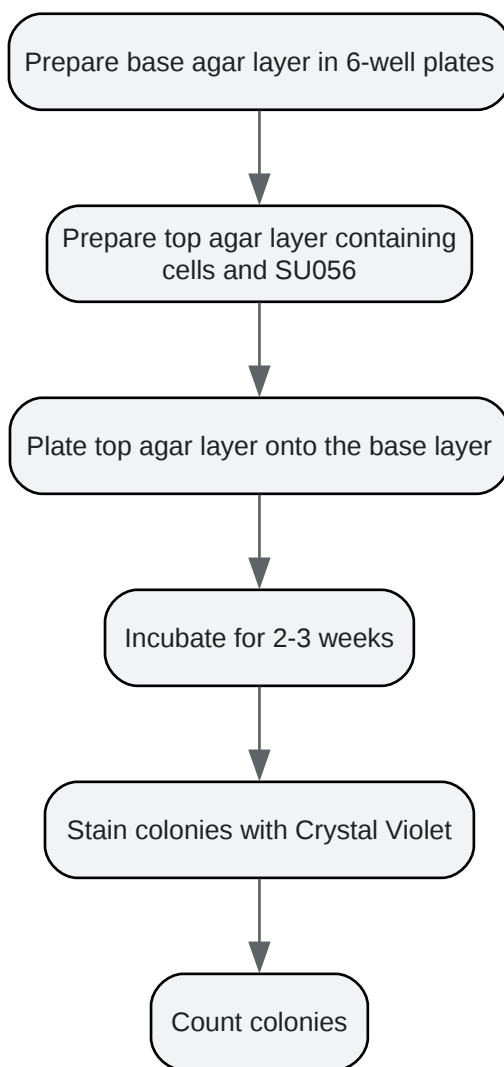 Prepare base agar layer in 6-well plates
Prepare top agar layer containing
cells and SU056
Plate top agar layer onto the base layer
Incubate for 2-3 weeks
Stain colonies with Crystal Violet
Count colonies